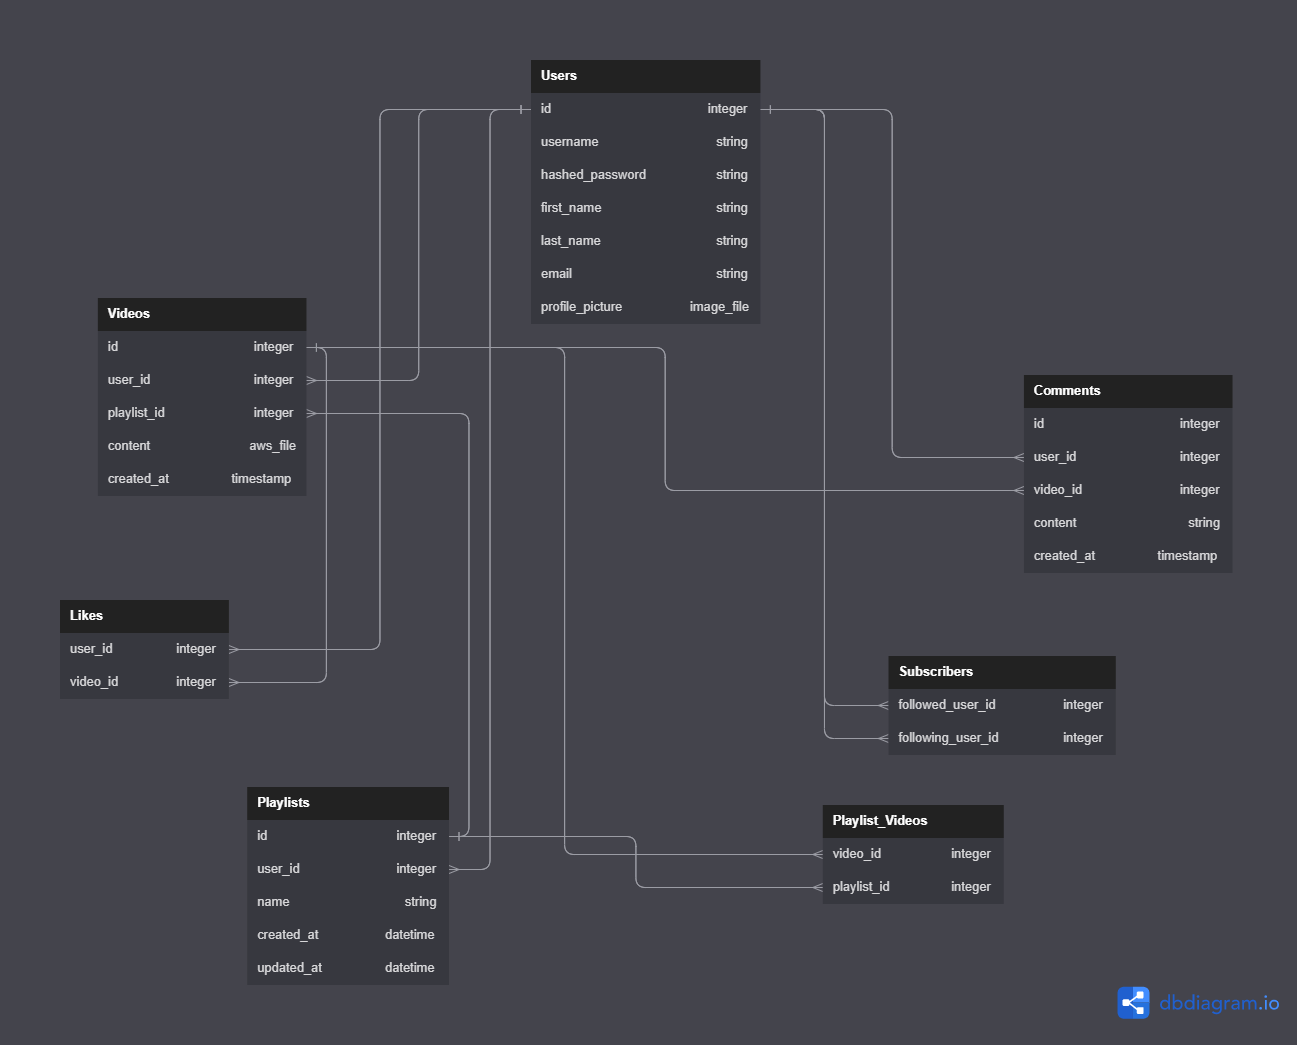 Users
id integer
username string
hashed_password string
first_name string
last_name string
email string
profile_picture image_file
Videos
id integer
user_id integer
playlist_id integer
content aws_file
created_at timestamp
Comments
id integer
user_id integer
video_id integer
content string
created_at timestamp
Likes
user_id integer
video_id integer
Subscribers
followed_user_id integer
following_user_id integer
Playlists
id integer
user_id integer
name string
created_at datetime
updated_at datetime
Playlist_Videos
video_id integer
playlist_id integer
dbdiagram.io